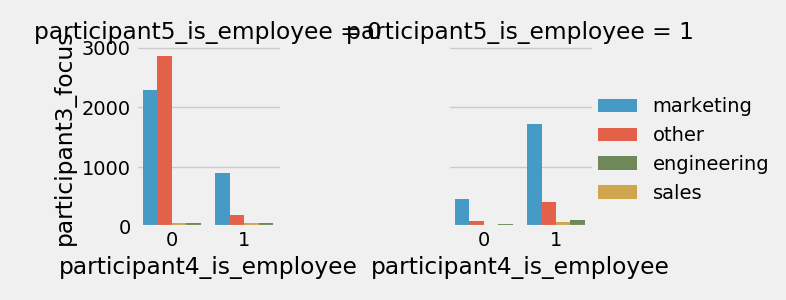 participant5_is_employee = 0
participant5_is_employee = 1
participant3_focus
3000
2000
1000
0
0 1
0 1
participant4_is_employee
participant4_is_employee
marketing
other
engineering
sales